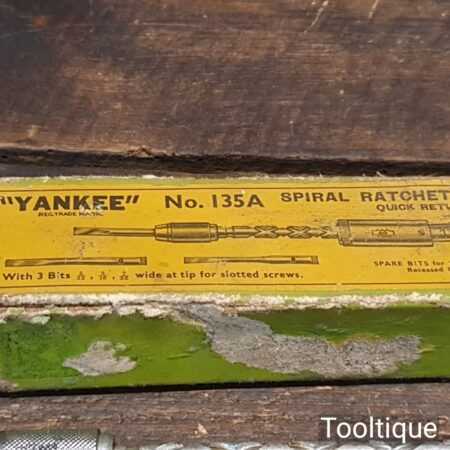 "YANKEE" No. 135A SPIRAL RATCHET
REG. TRADE MARK QUICK RETU
With 3 Bits wide at tip for slotted screws.
SPARE BITS for
Recessed
Tooltique